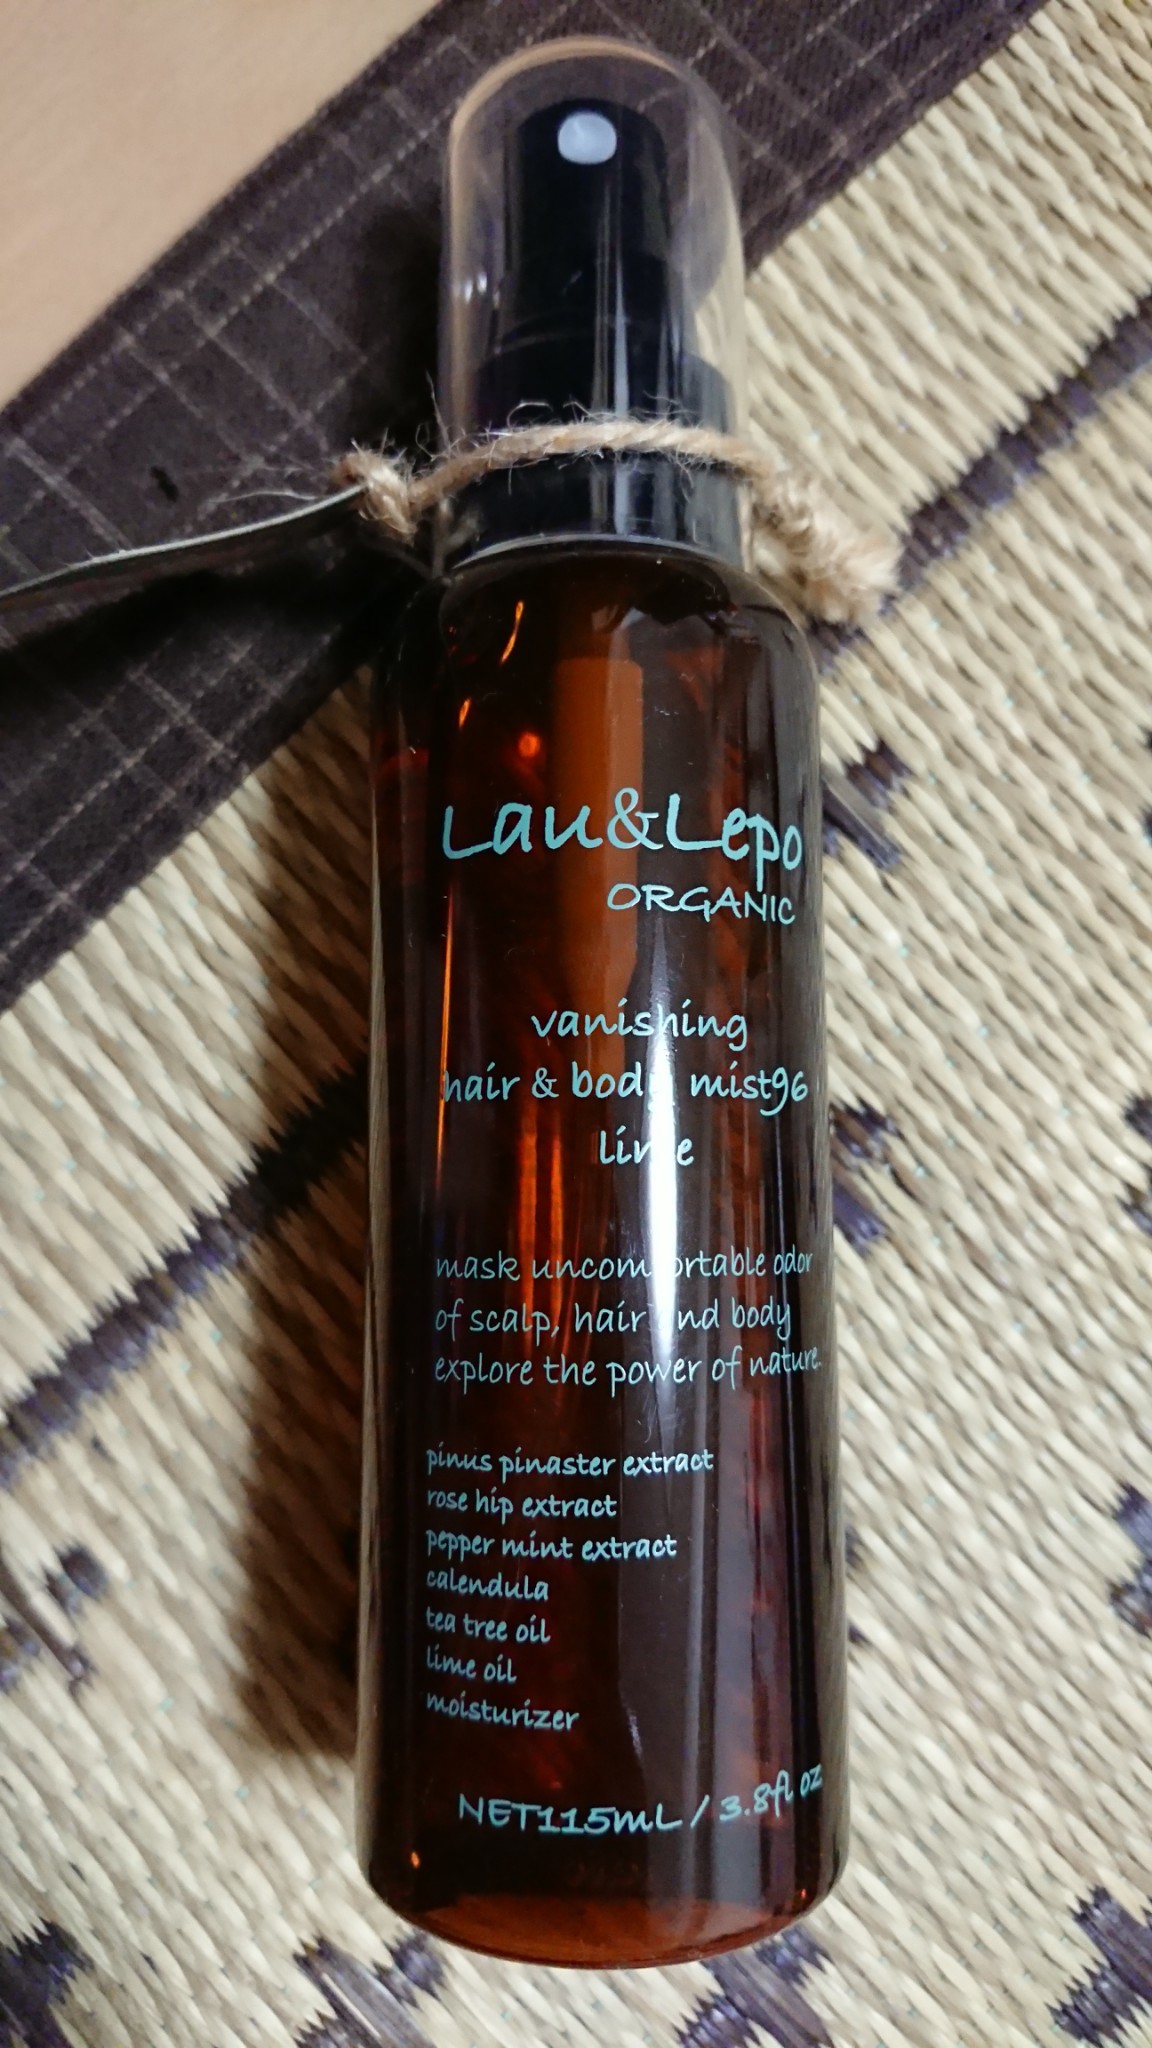 Lau&Lepo
ORGANIC
vanishing
hair & body mist96
lime
mask uncomfortable odor
of scalp, hair and body
explore the power of nature.
pinus pinaster extract
rose hip extract
pepper mint extract
calendula
tea tree oil
lime oil
moisturizer
NET115mL / 3.8fl oz